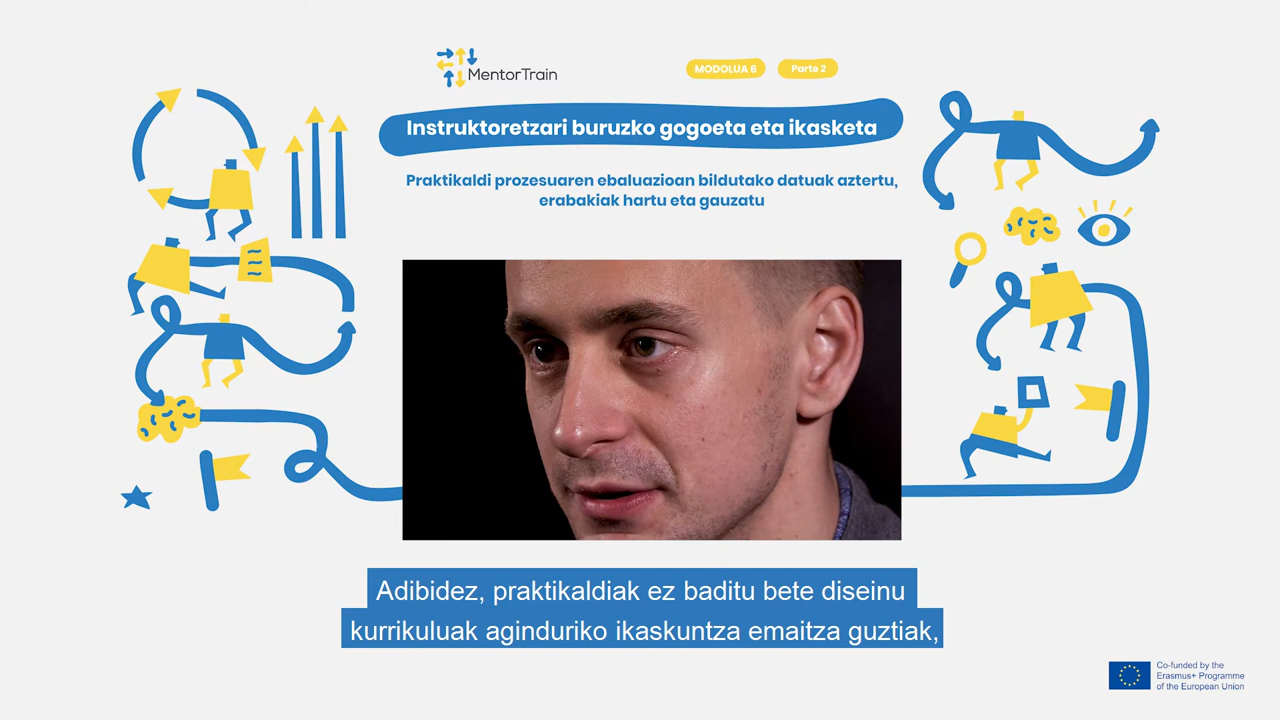 MentorTrain
MODOLUA 6
Parte 2
Instruktoretzari buruzko gogoeta eta ikasketa
Praktikaldi prozesuaren ebaluazioan bildutako datuak aztertu,
erabakiak hartu eta gauzatu
Adibidez, praktikaldiak ez baditu bete diseinu
kurrikuluak aginduriko ikaskuntza emaitza guztiak,
Co-funded by the
Erasmus+ Programme
of the European Union